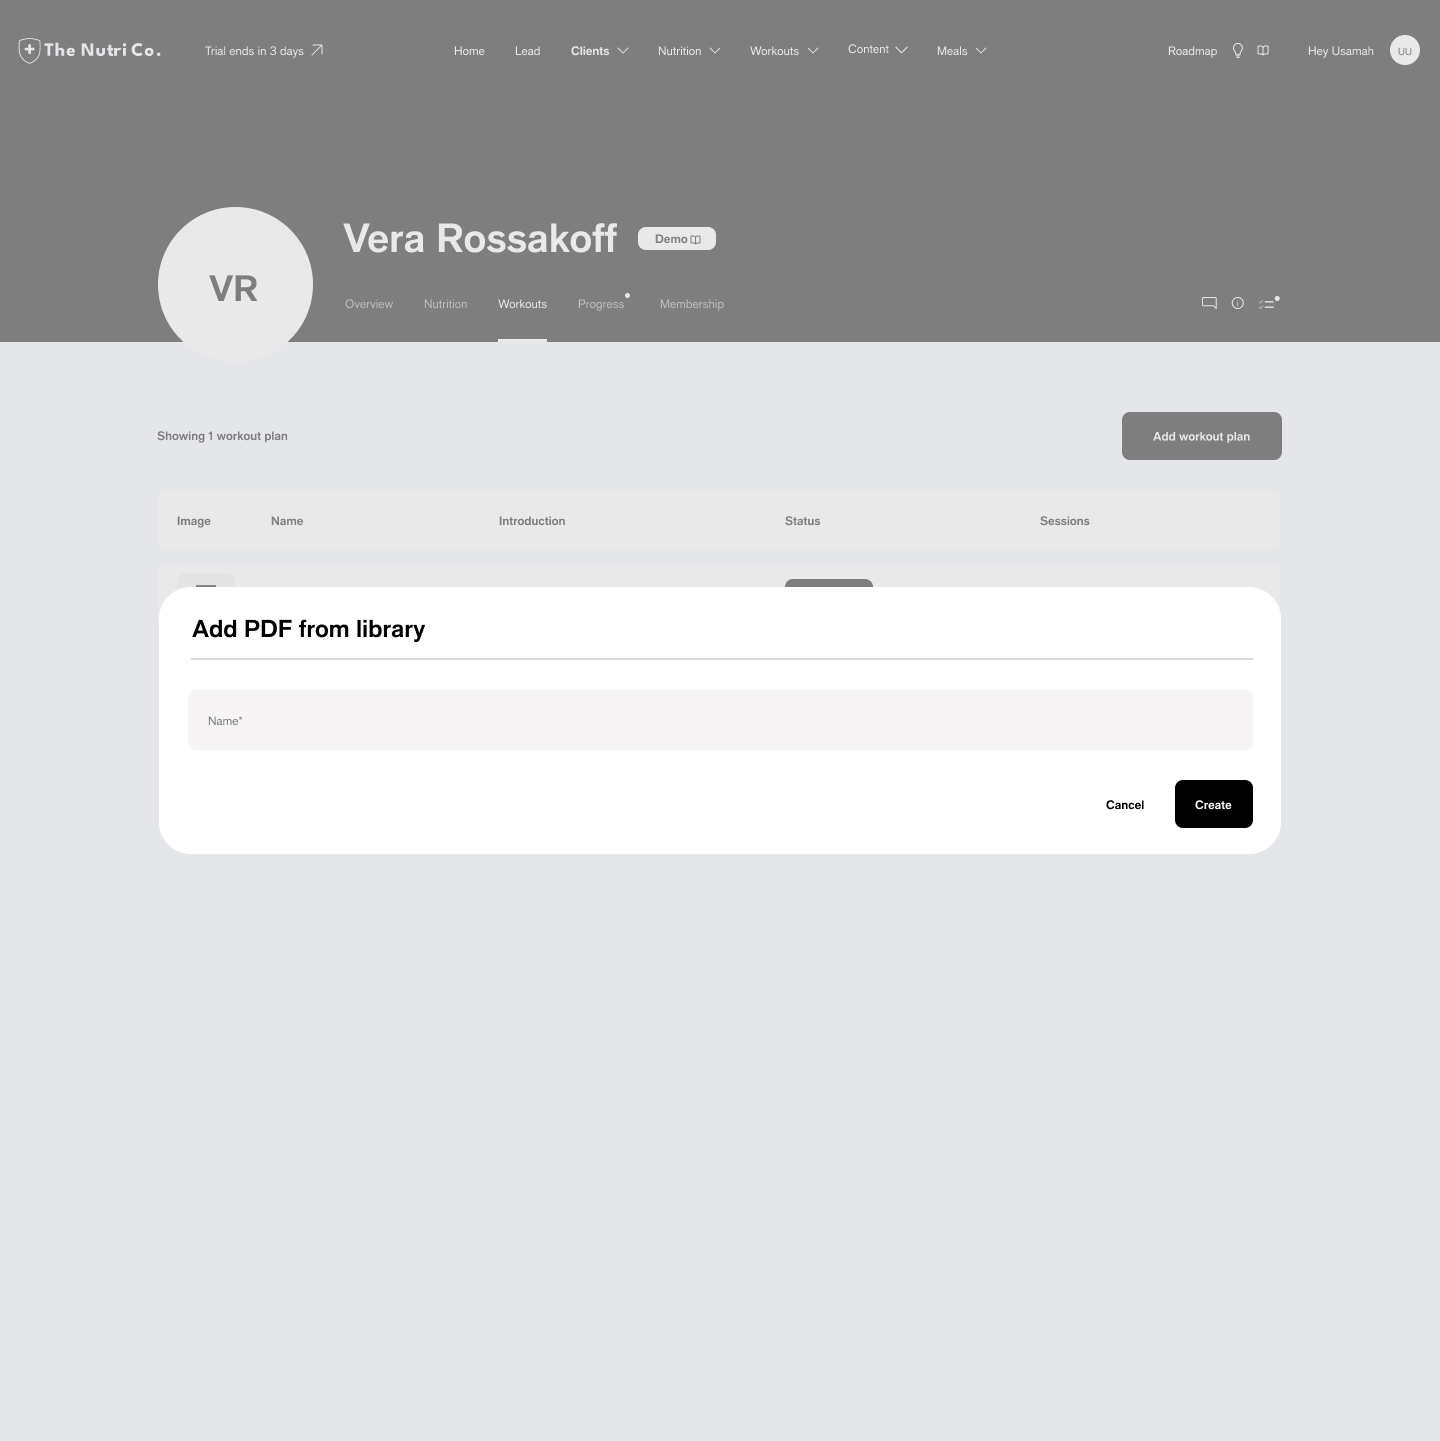 The Nutri Co.
Trial ends in 3 days
Home
Lead
Clients
Nutrition
Workouts
Content
Meals
Roadmap
Hey Usamah
UU
VR
Vera Rossakoff
Demo
Overview
Nutrition
Workouts
Progress
Membership
Showing 1 workout plan
Add workout plan
Image
Name
Introduction
Status
Sessions
Add PDF from library
Name*
Cancel
Create